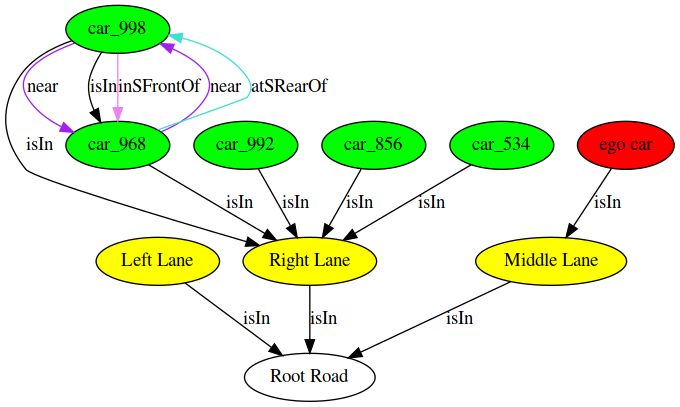 car_998
near
isIn
inSFrontOf
near
atSRearOf
isIn
car_968
car_992
car_856
car_534
ego car
isIn
isIn
isIn
isIn
isIn
Left Lane
Right Lane
Middle Lane
isIn
isIn
isIn
Root Road